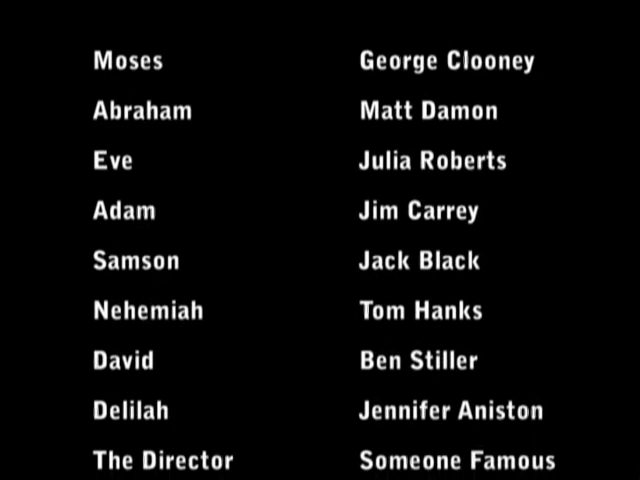 Moses George Clooney
Abraham Matt Damon
Eve Julia Roberts
Adam Jim Carrey
Samson Jack Black
Nehemiah Tom Hanks
David Ben Stiller
Delilah Jennifer Aniston
The Director Someone Famous